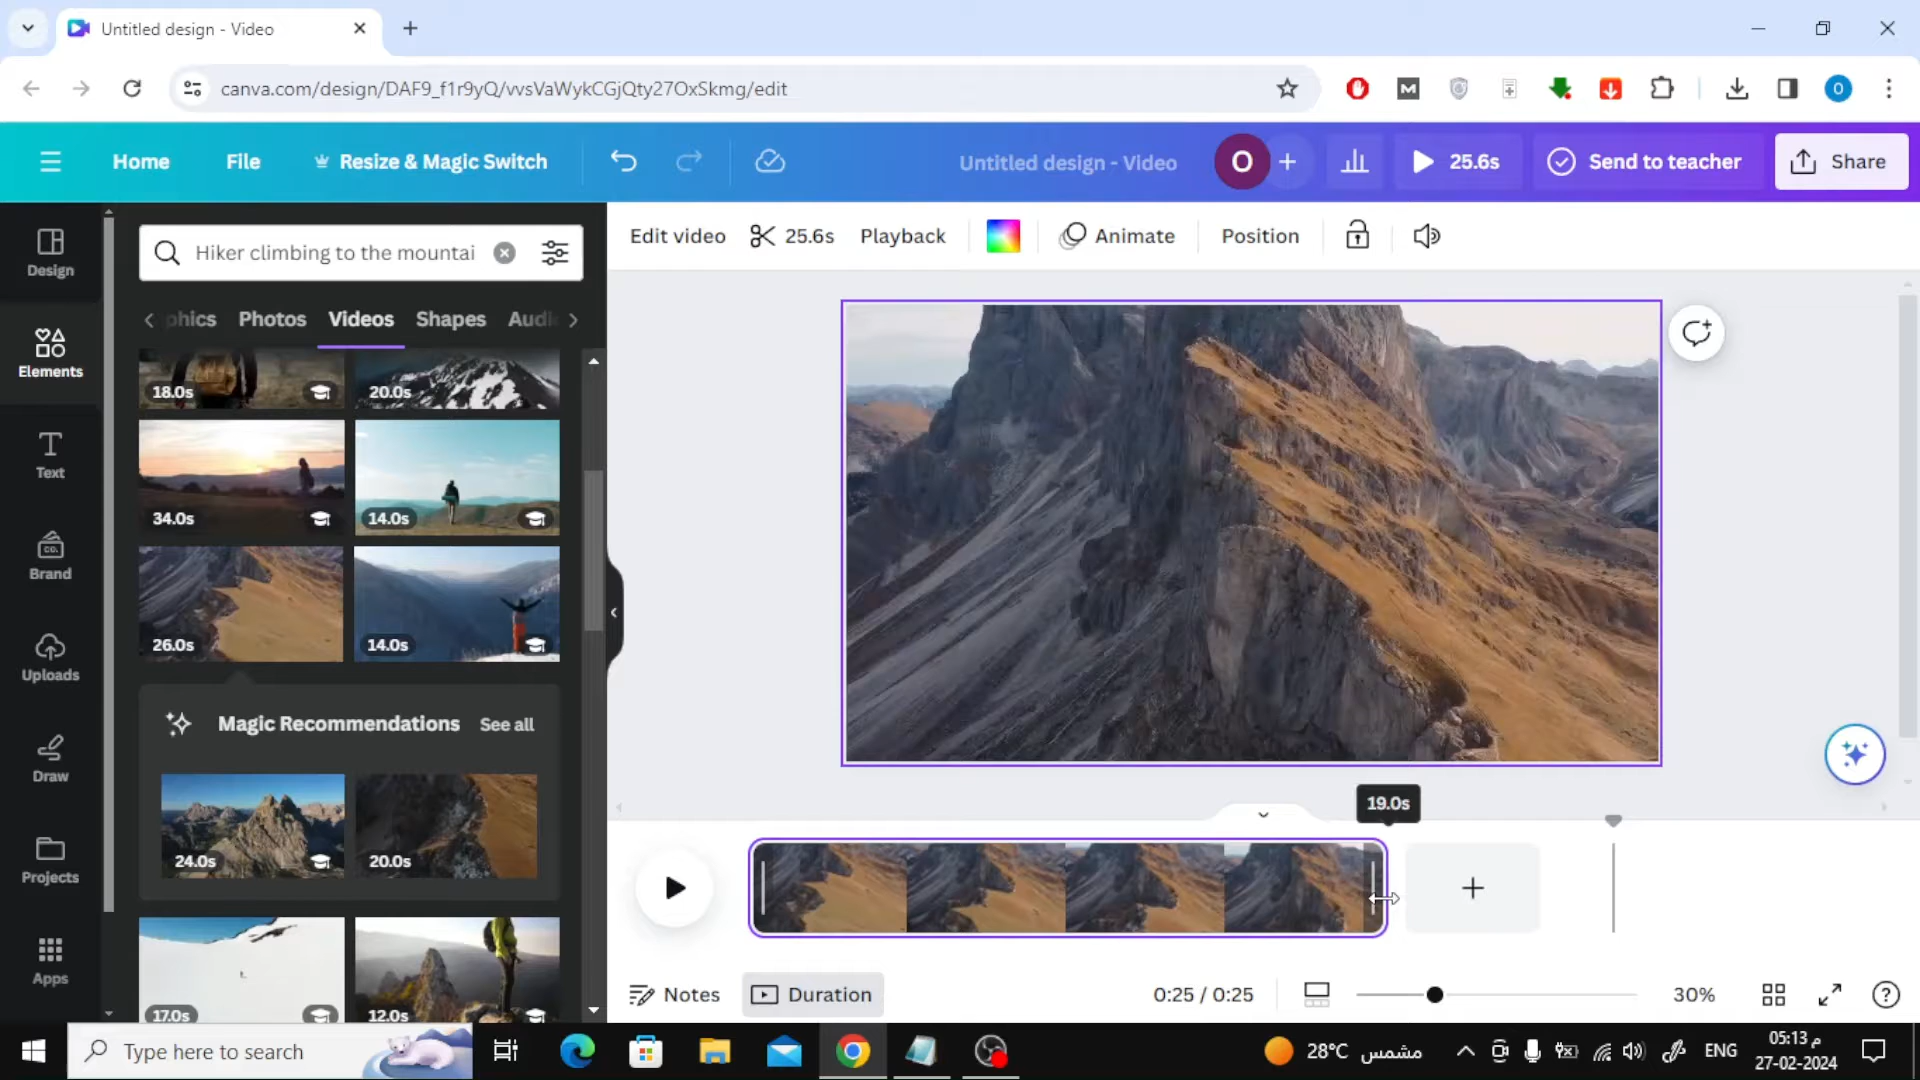 Untitled design - Video
canva.com/design/DAF9_f1r9yQ/vvsVaWykCGjQty27OxSkmg/edit
M
O
Home
File
Resize & Magic Switch
Untitled design - Video
O
25.6s
Send to teacher
Share
Design
Elements
Text
CO.
Brand
Uploads
Draw
Projects
Apps
Hiker climbing to the mountai
phics
Photos
Videos
Shapes
Audi
18.0s
20.0s
34.0s
14.0s
26.0s
14.0s
Magic Recommendations
See all
24.0s
20.0s
17.0s
12.0s
Edit video
25.6s
Playback
Animate
Position
19.0s
Notes
Duration
0:25 / 0:25
30%
Type here to search
28°C
مشمس
ENG
05:13 م
27-02-2024